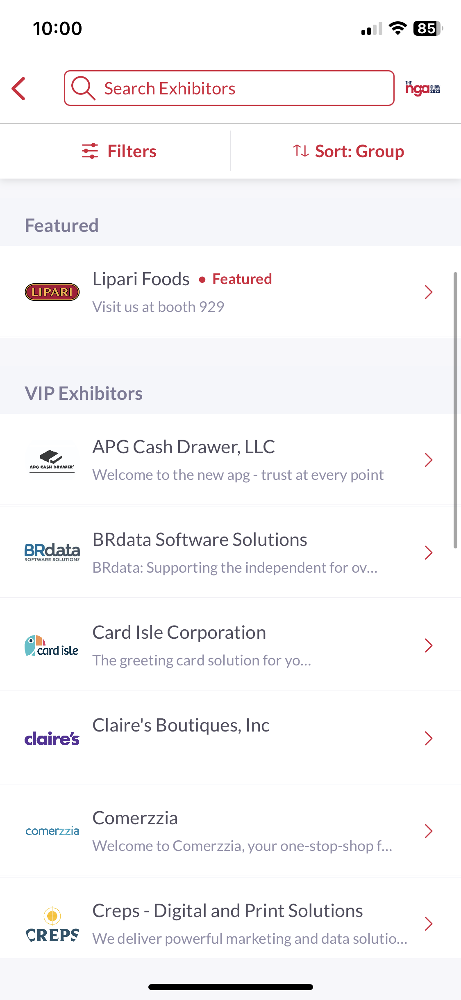 10:00
85
Search Exhibitors
THE
nga SHOW
2023
Filters
Sort: Group
Featured
LIPARI
Lipari Foods • Featured
Visit us at booth 929
VIP Exhibitors
APG CASH DRAWER
APG Cash Drawer, LLC
Welcome to the new apg - trust at every point
BRdata
SOFTWARE SOLUTIONS
BRdata Software Solutions
BRdata: Supporting the independent for ov...
card isle
Card Isle Corporation
The greeting card solution for yo...
claire's
Claire's Boutiques, Inc
comerzzia
Comerzzia
Welcome to Comerzzia, your one-stop-shop f...
CREPS
Creps - Digital and Print Solutions
We deliver powerful marketing and data solutio...